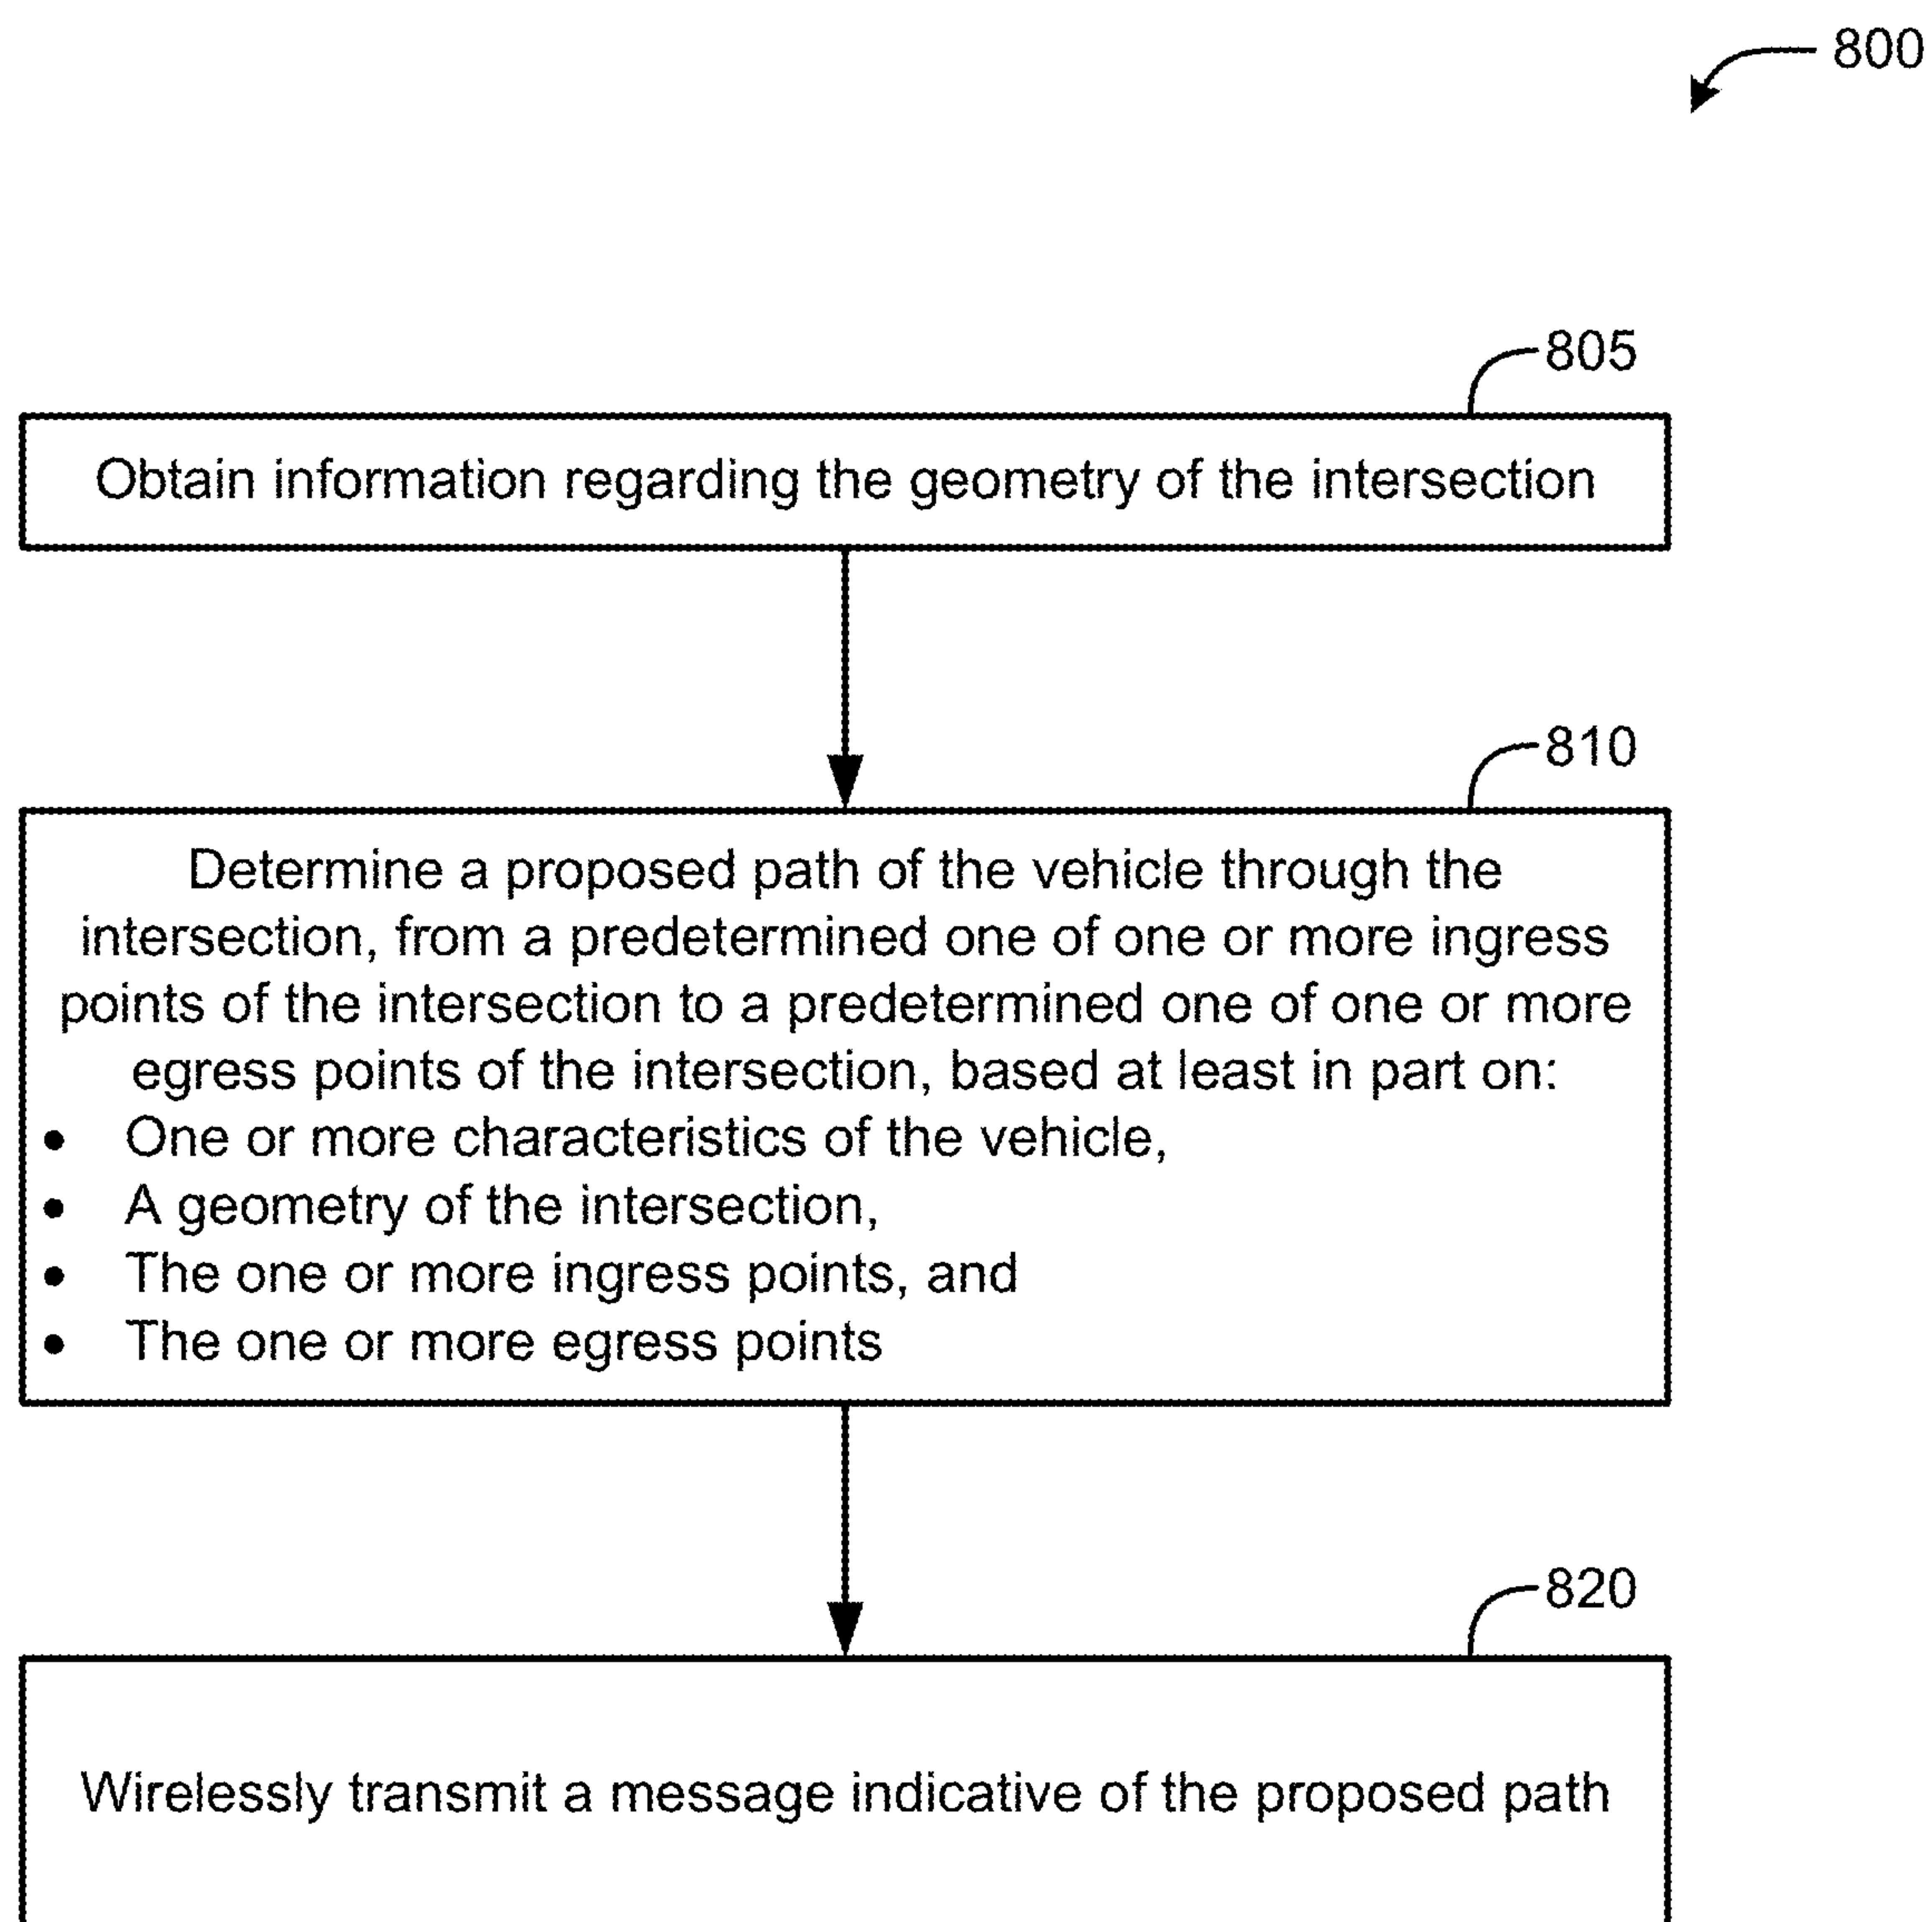 800
805
Obtain information regarding the geometry of the intersection
810
Determine a proposed path of the vehicle through the
intersection, from a predetermined one of one or more ingress
points of the intersection to a predetermined one of one or more
egress points of the intersection, based at least in part on:
• One or more characteristics of the vehicle,
• A geometry of the intersection,
• The one or more ingress points, and
• The one or more egress points
820
Wirelessly transmit a message indicative of the proposed path